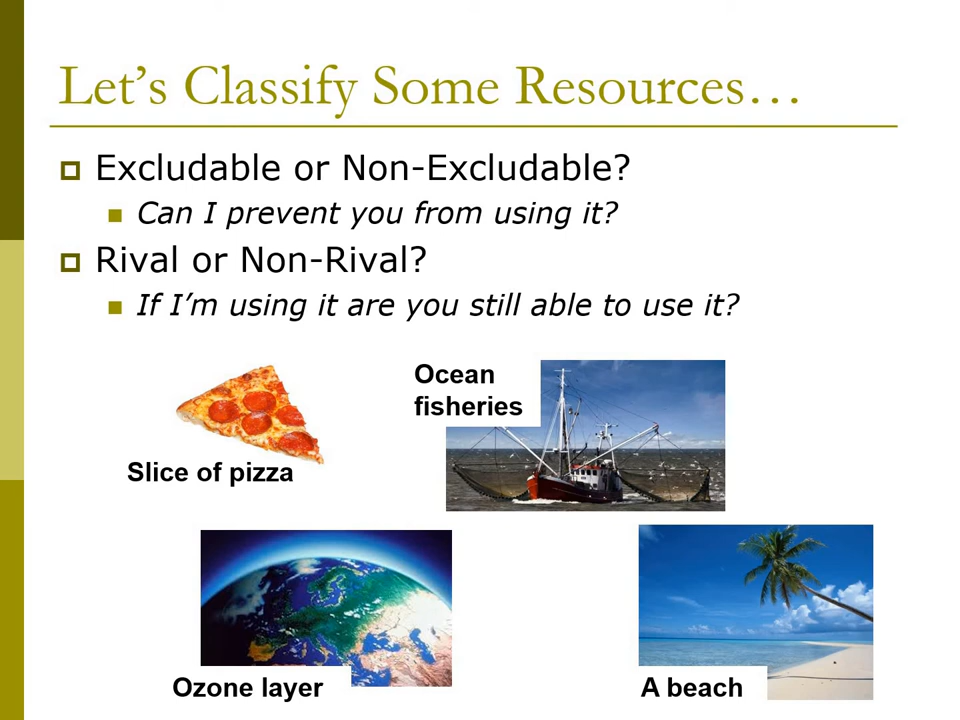 Let’s Classify Some Resources…
Excludable or Non-Excludable?
Can I prevent you from using it?
Rival or Non-Rival?
If I’m using it are you still able to use it?
Ocean
fisheries
Slice of pizza
Ozone layer
A beach